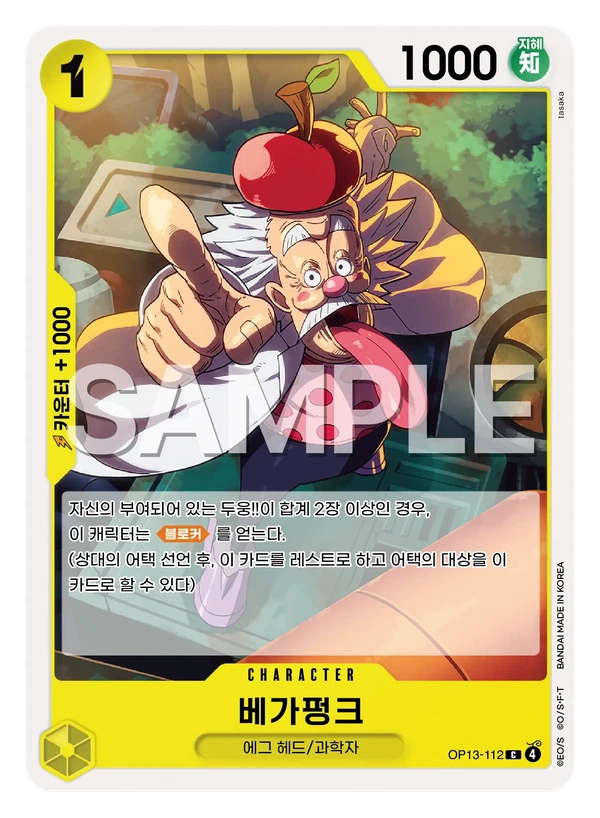 1
1000
지혜
知
tasaka
카운터 +1000
SAMPLE
자신의 부여되어 있는 두웅!!이 합계 2장 이상인 경우,
이 캐릭터는 블로커 를 얻는다.
(상대의 어택 선언 후, 이 카드를 레스트로 하고 어택의 대상을 이
카드로 할 수 있다)
CHARACTER
베가펑크
에그 헤드/과학자
OP13-112 C 4
©EO/S ©O/S·F·T BANDAI MADE IN KOREA